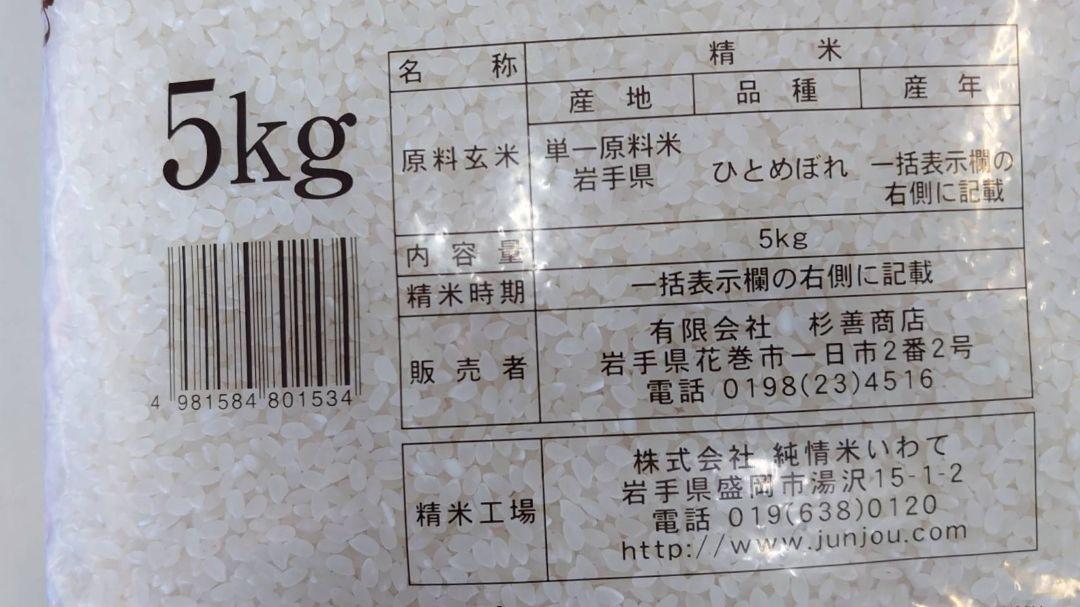 5kg
4 981584 801534
名称 精米
産地 品種 産年
原料玄米 単一原料米 岩手県 ひとめぼれ 一括表示欄の 右側に記載
内容量 5kg
精米時期 一括表示欄の右側に記載
販売者 有限会社 杉善商店
岩手県花巻市一日市2番2号
電話 0198(23)4516
精米工場 株式会社 純情米いわて
岩手県盛岡市湯沢15-1-2
電話 019(638)0120
http://www.junjou.com